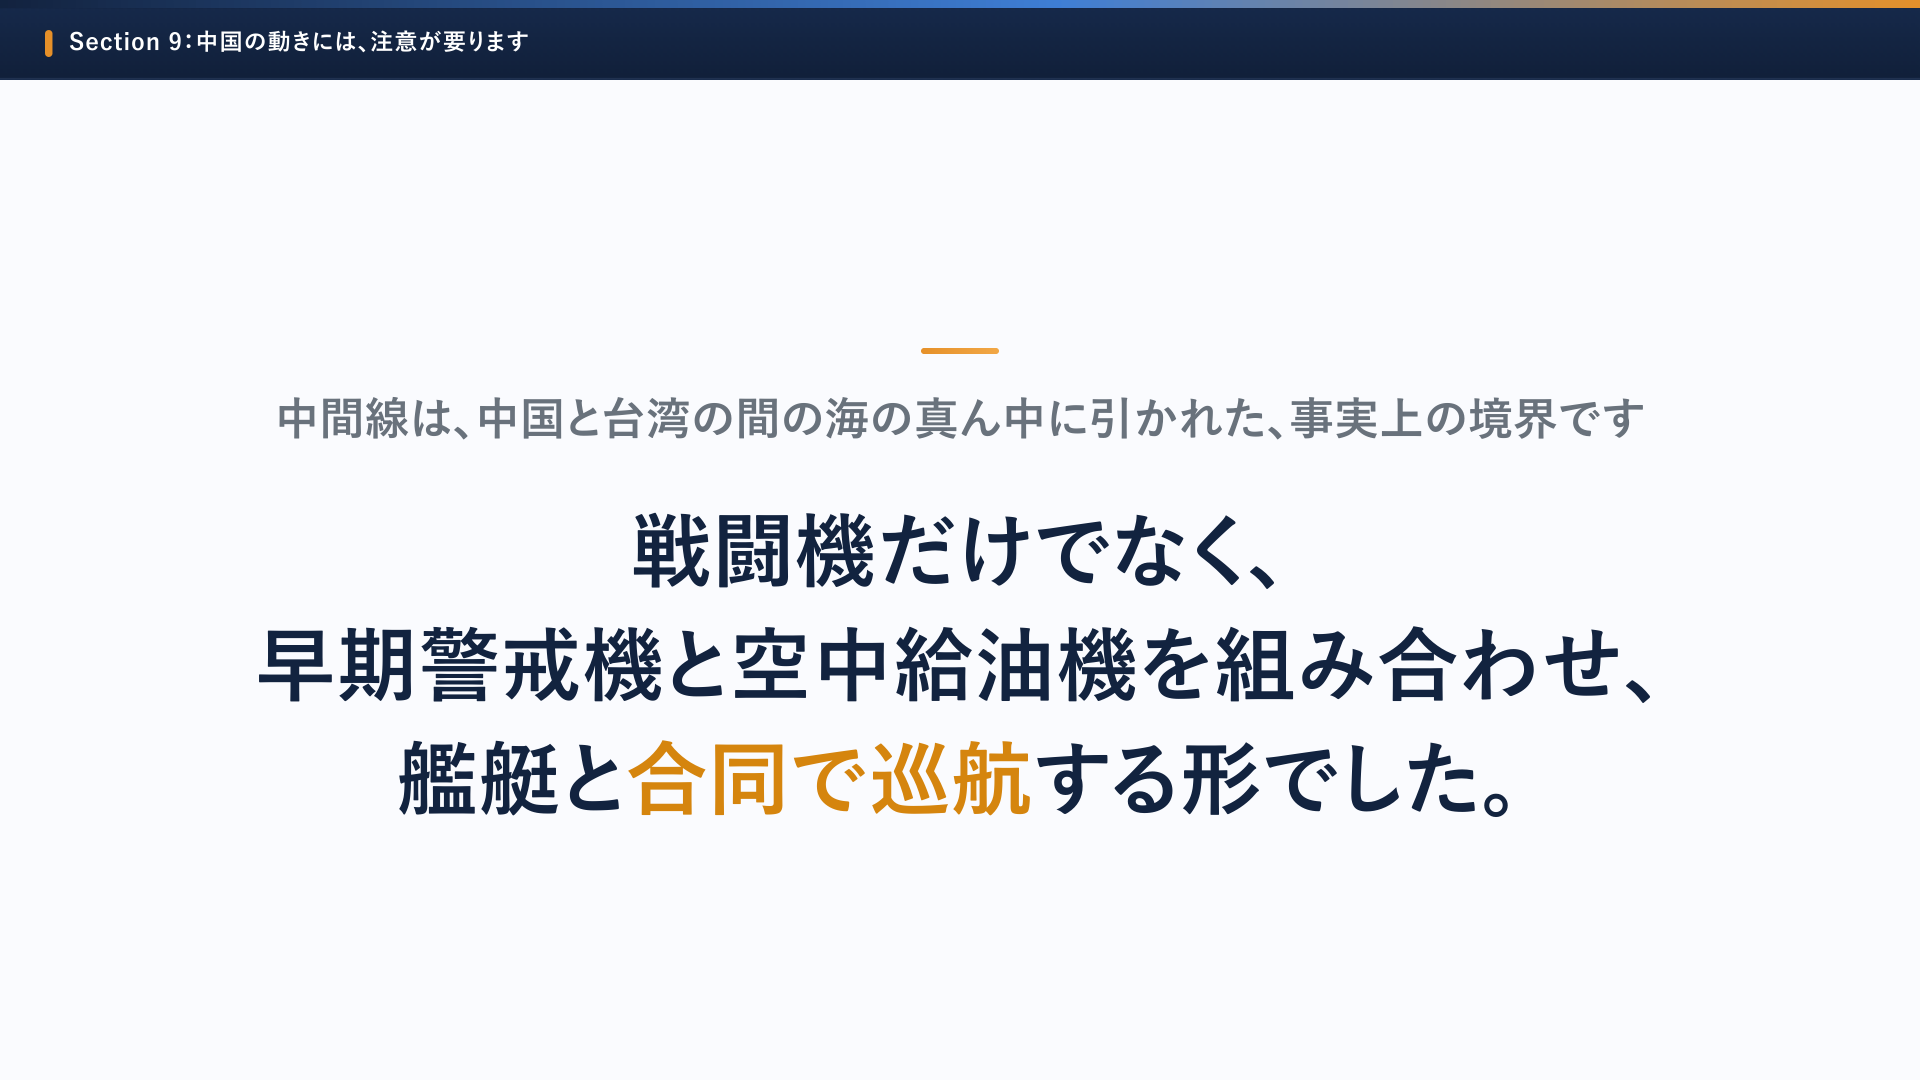 Section 9：中国の動きには、注意が要ります
中間線は、中国と台湾の間の海の真ん中に引かれた、事実上の境界です
戦闘機だけでなく、
早期警戒機と空中給油機を組み合わせ、
艦艇と合同で巡航する形でした。